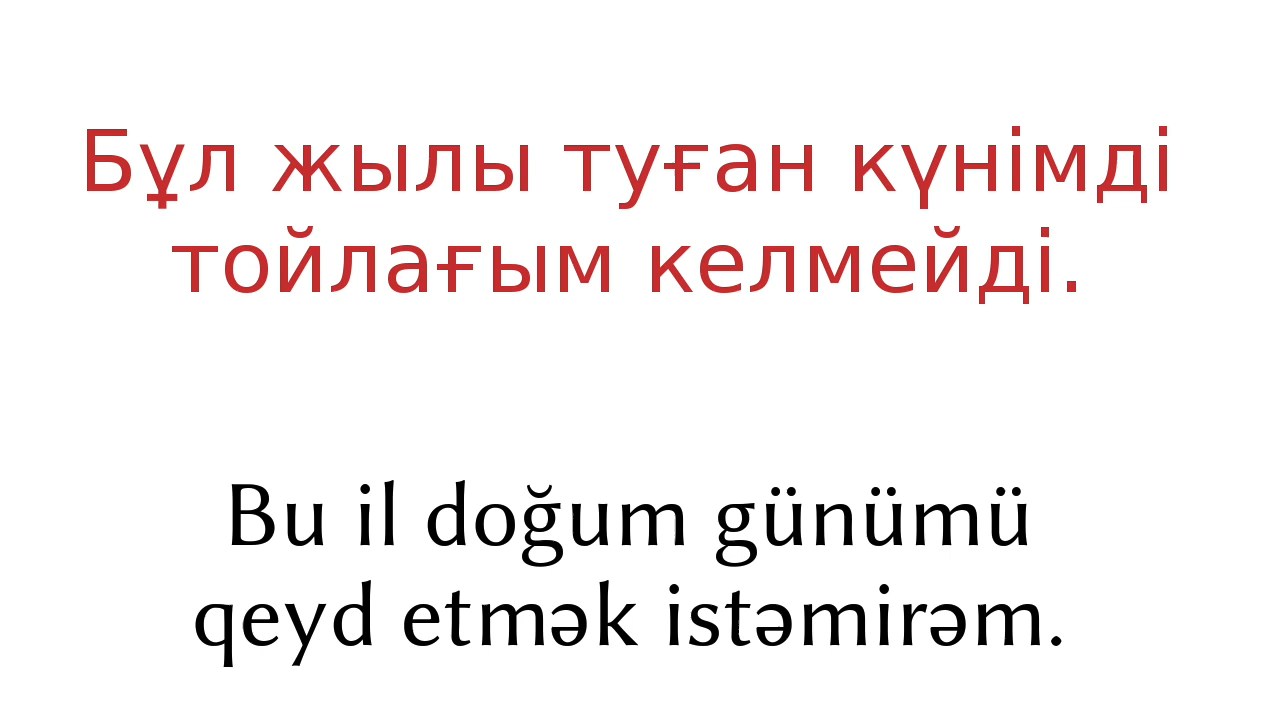 Бұл жылы туған күнімді
тойлағым келмейді.
Bu il doğum günümü
qeyd etmək istəmirəm.